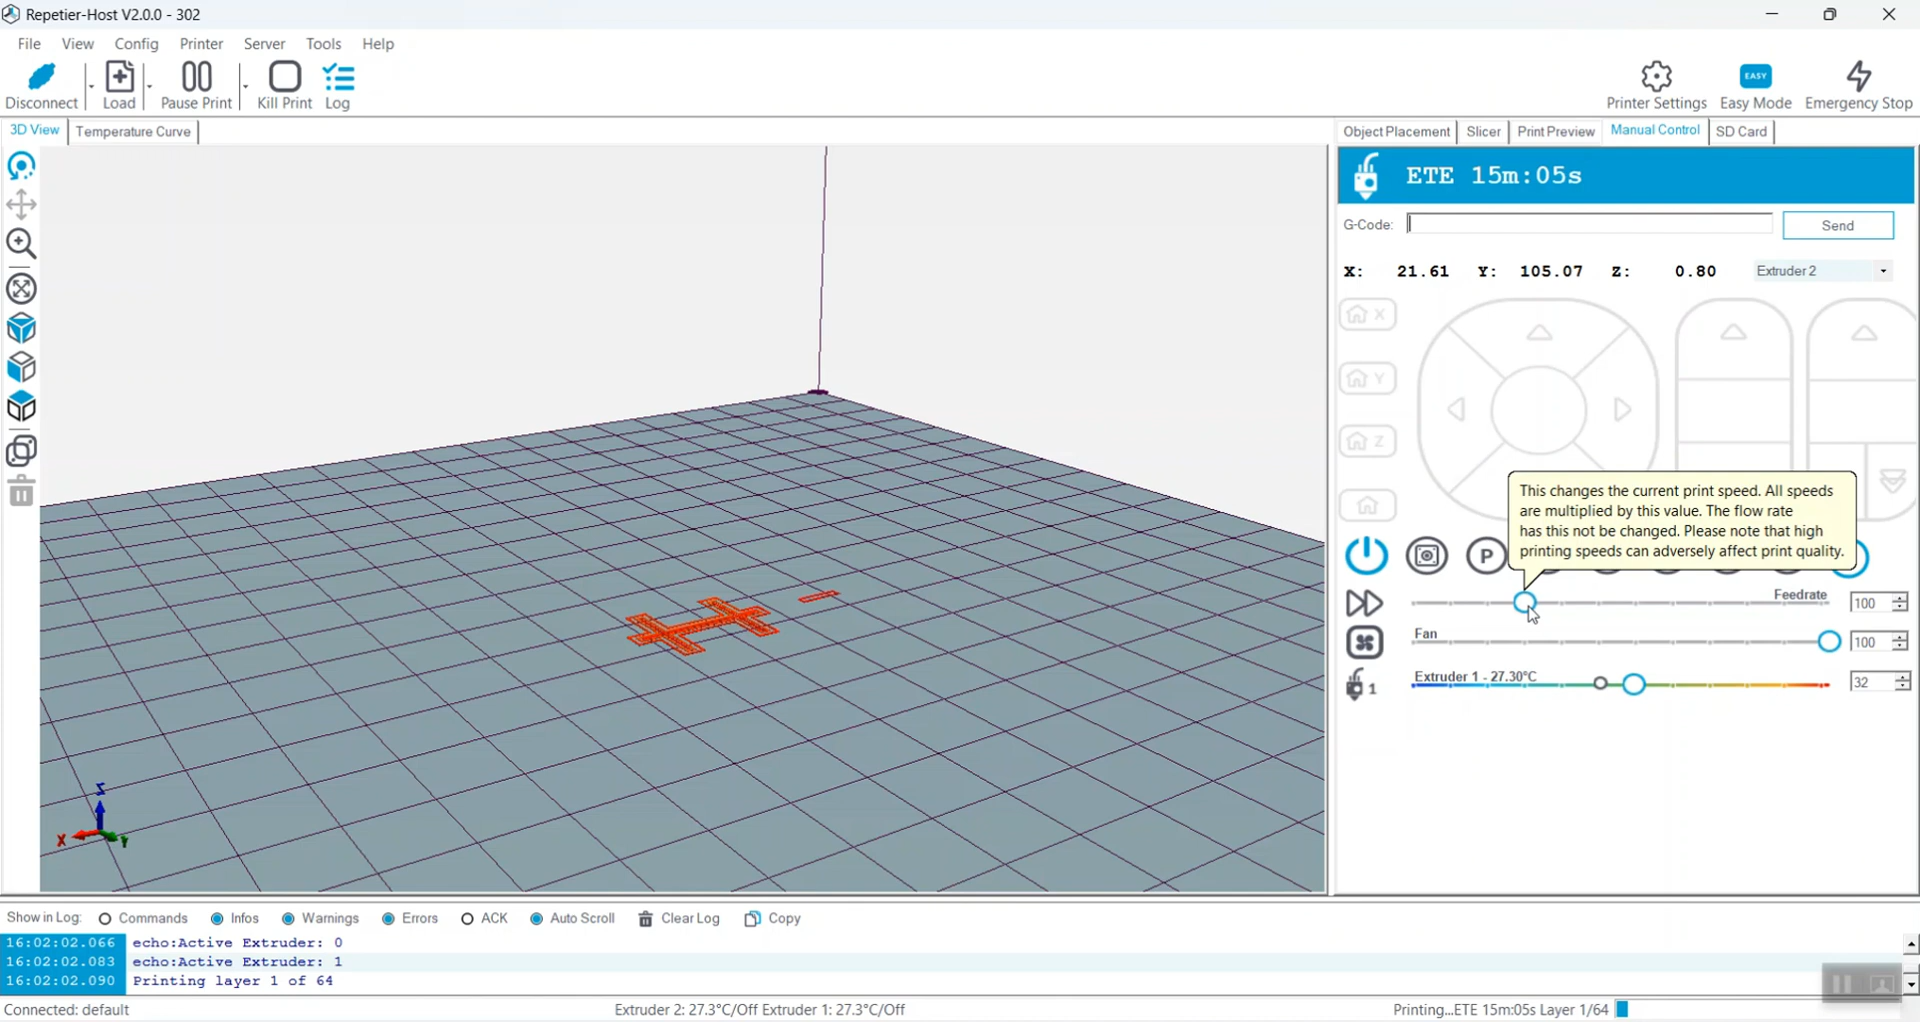 Repetier-Host V2.0.0 - 302
File View Config Printer Server Tools Help
Disconnect Load Pause Print Kill Print Log
EASY
Printer Settings Easy Mode Emergency Stop
3D View Temperature Curve
Object Placement Slicer Print Preview Manual Control SD Card
ETE 15m:05s
G-Code: Send
X: 21.61 Y: 105.07 Z: 0.80 Extruder 2
X
Y
Z
This changes the current print speed. All speeds
are multiplied by this value. The flow rate
has this not be changed. Please note that high
printing speeds can adversely affect print quality.
P
Feedrate 100
Fan 100
1 Extruder 1 - 27.30°C 32
Z
X Y
Show in Log: Commands Infos Warnings Errors ACK Auto Scroll Clear Log Copy
16:02:02.066 echo:Active Extruder: 0
16:02:02.083 echo:Active Extruder: 1
16:02:02.090 Printing layer 1 of 64
Connected: default Extruder 2: 27.3°C/Off Extruder 1: 27.3°C/Off Printing...ETE 15m:05s Layer 1/64